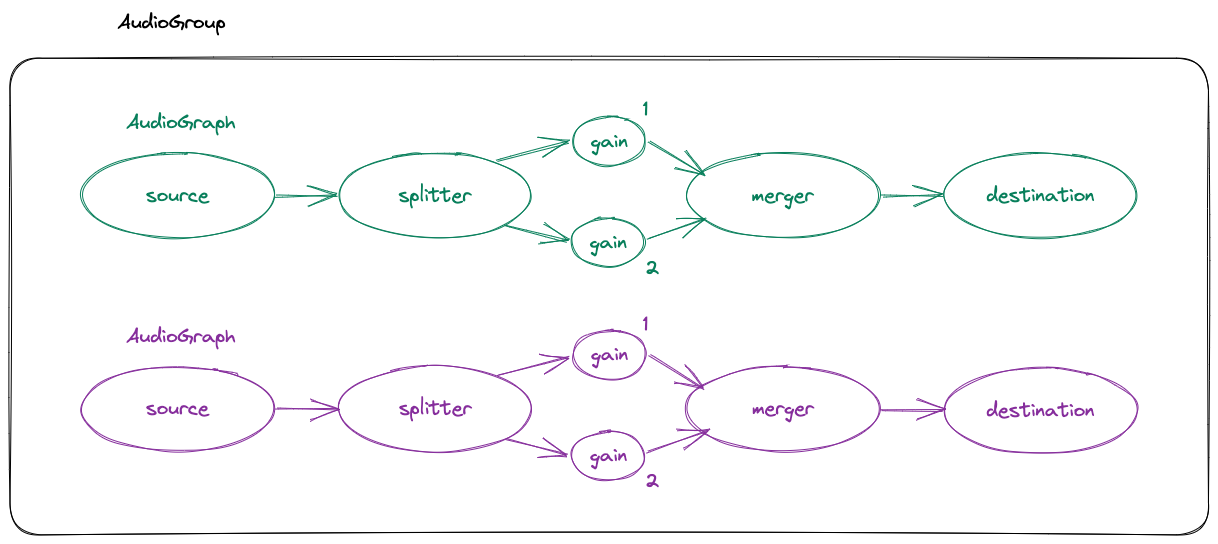 AudioGroup
AudioGraph
source
splitter
gain
1
gain
2
merger
destination
AudioGraph
source
splitter
gain
1
gain
2
merger
destination